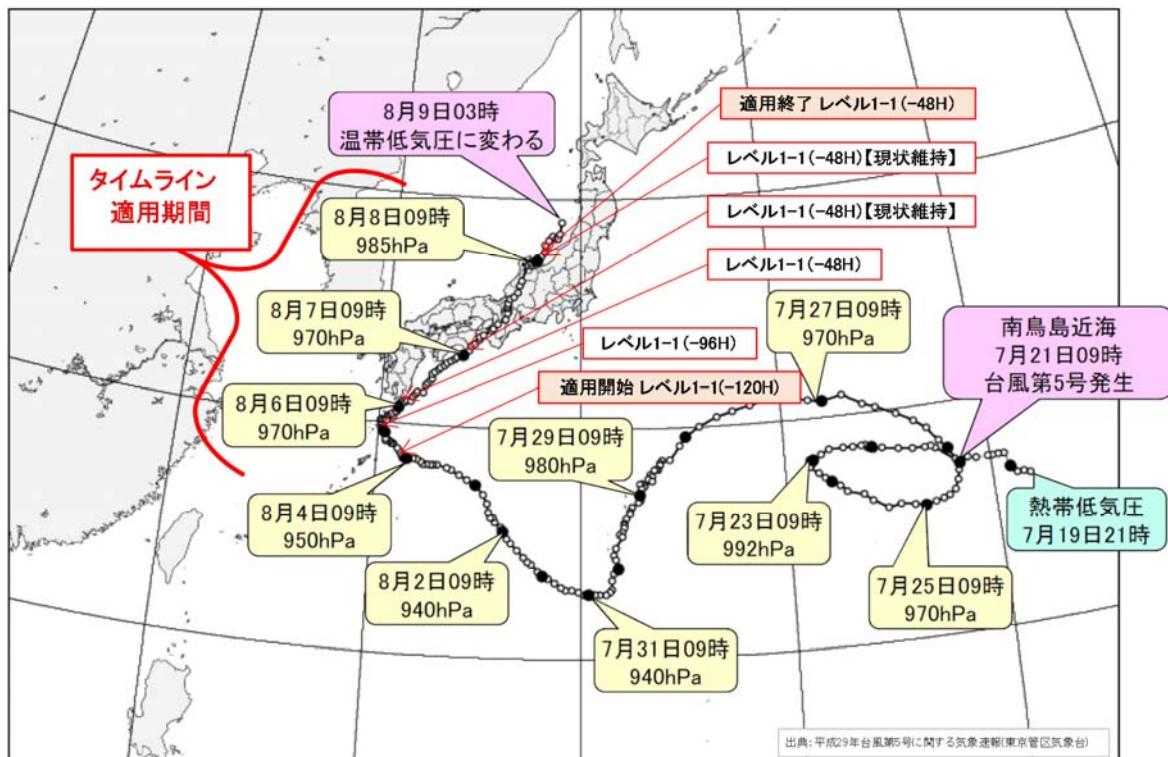 適用終了 レベル1-1(-48H)
8月9日03時
温帯低気圧に変わる
レベル1-1(-48H)【現状維持】
タイムライン
適用期間
レベル1-1(-48H)【現状維持】
8月8日09時
985hPa
レベル1-1(-48H)
8月7日09時
970hPa
7月27日09時
970hPa
南鳥島近海
7月21日09時
台風第5号発生
レベル1-1(-96H)
適用開始 レベル1-1(-120H)
8月6日09時
970hPa
7月29日09時
980hPa
8月4日09時
950hPa
7月23日09時
992hPa
熱帯低気圧
7月19日21時
8月2日09時
940hPa
7月25日09時
970hPa
7月31日09時
940hPa
出典:平成29年台風第5号に関する気象速報(東京管区気象台)